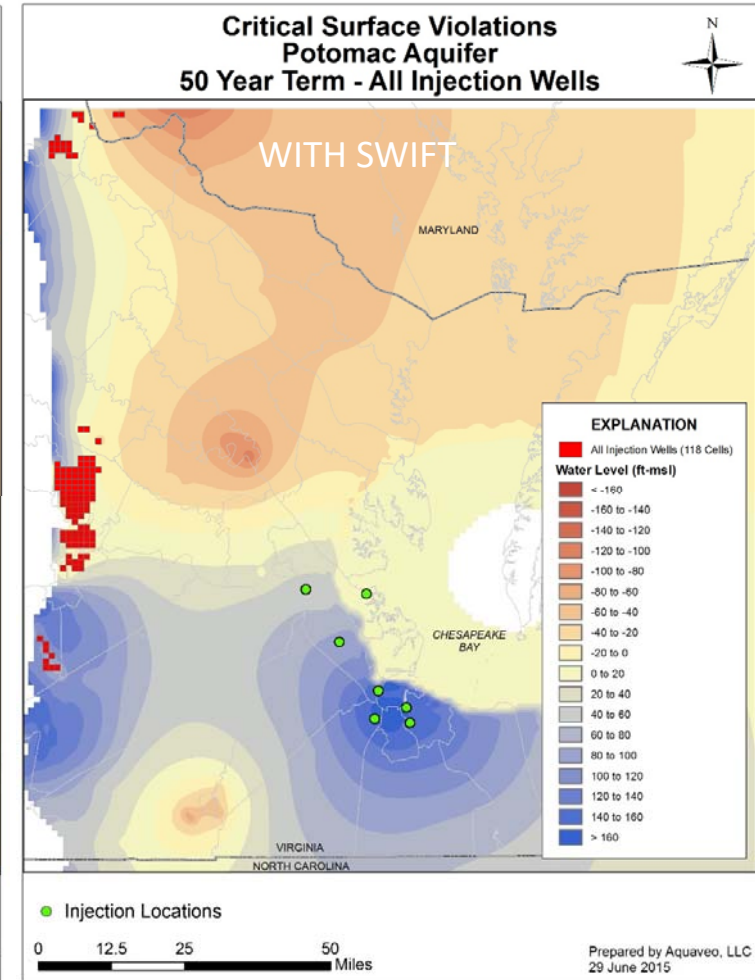 Critical Surface Violations
Potomac Aquifer
50 Year Term - All Injection Wells
N
WITH SWIFT
MARYLAND
EXPLANATION
All Injection Wells (118 Cells)
Water Level (ft-msl)
< -160
-160 to -140
-140 to -120
-120 to -100
-100 to -80
-80 to -60
-60 to -40
-40 to -20
-20 to 0
0 to 20
20 to 40
40 to 60
60 to 80
80 to 100
100 to 120
120 to 140
140 to 160
> 160
CHESAPEAKE
BAY
VIRGINIA
NORTH CAROLINA
Injection Locations
0 12.5 25 50
Miles
Prepared by Aquaveo, LLC
29 June 2015